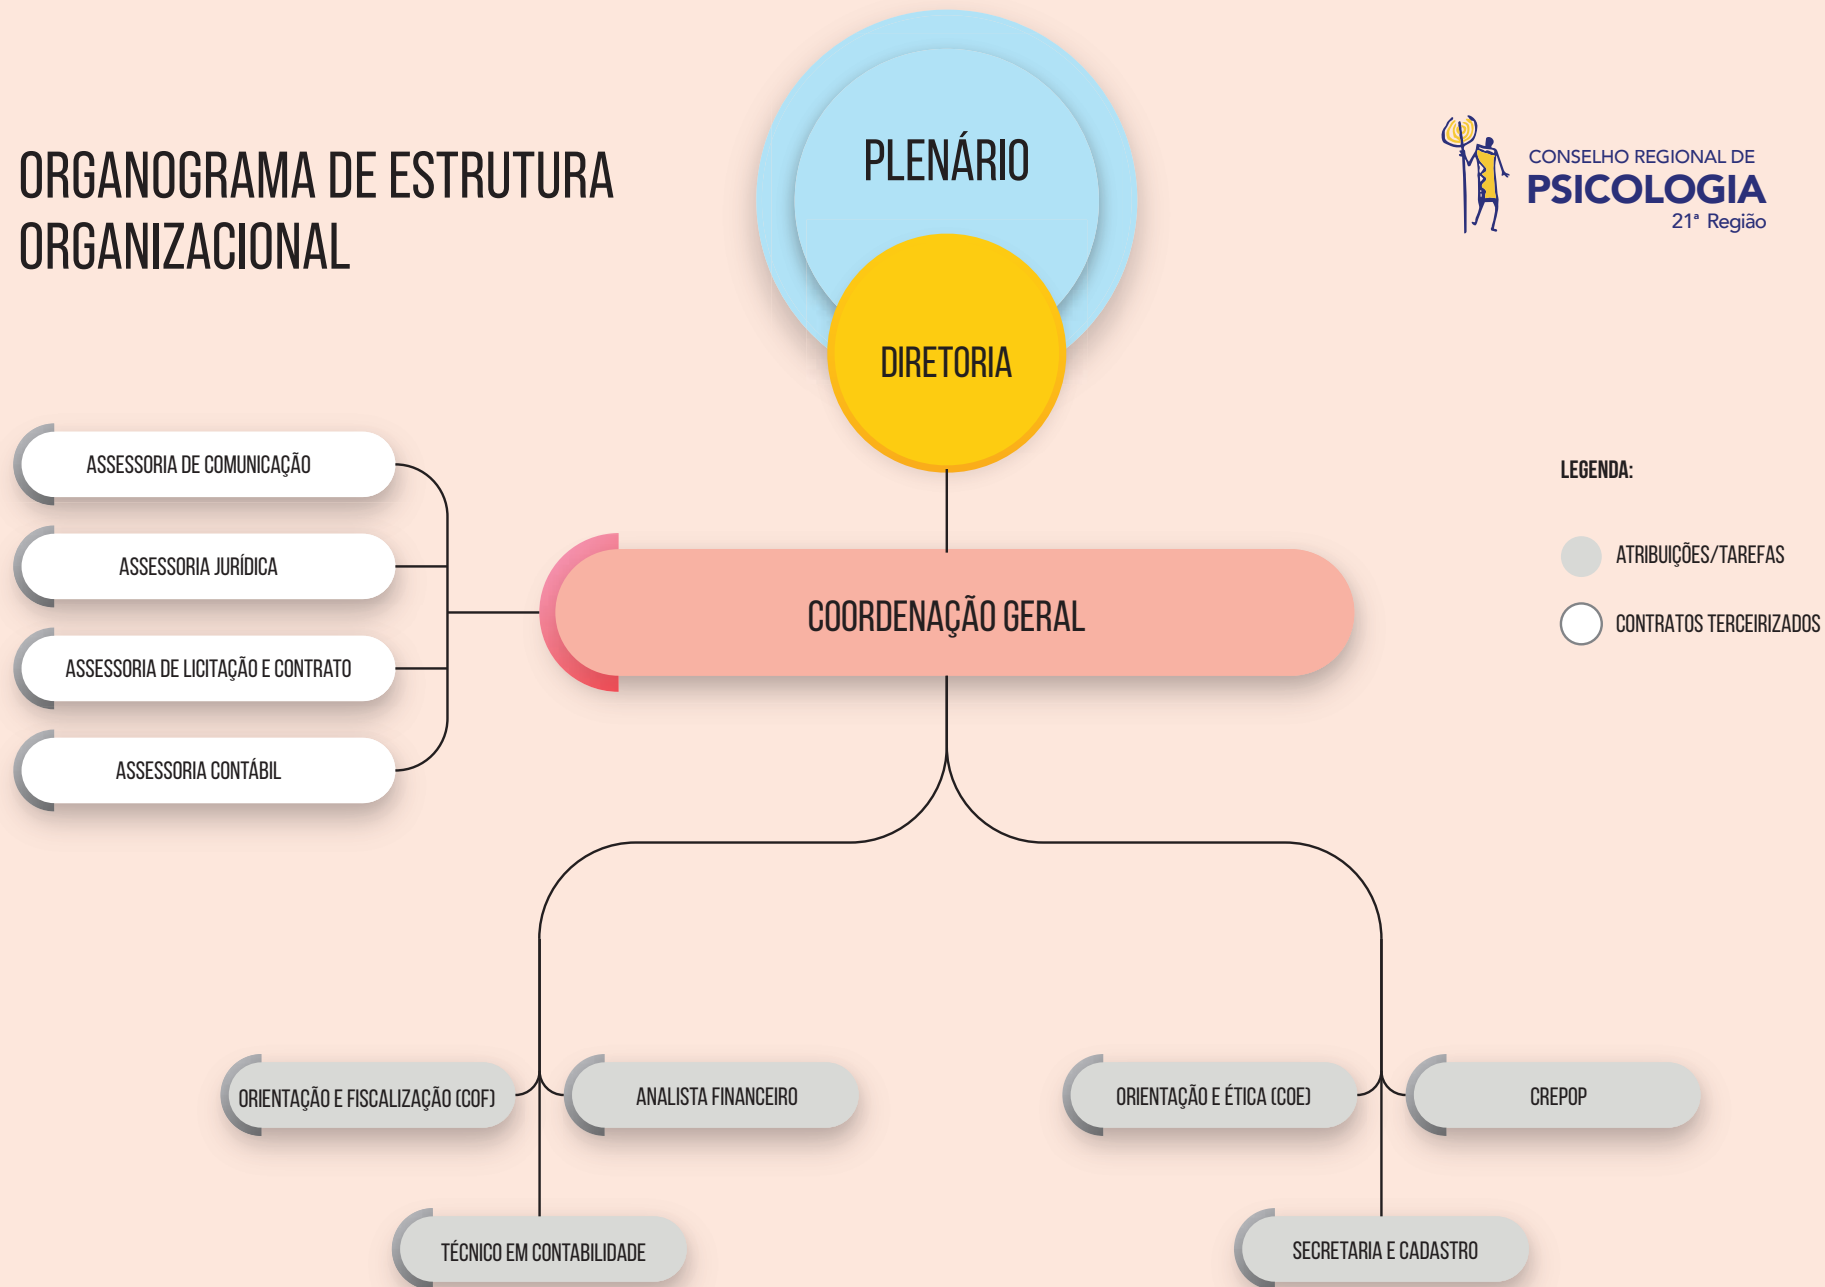 ORGANOGRAMA DE ESTRUTURA
ORGANIZACIONAL
PLENÁRIO
DIRETORIA
CONSELHO REGIONAL DE
PSICOLOGIA
21ª Região
ASSESSORIA DE COMUNICAÇÃO
ASSESSORIA JURÍDICA
ASSESSORIA DE LICITAÇÃO E CONTRATO
ASSESSORIA CONTÁBIL
COORDENAÇÃO GERAL
LEGENDA:
ATRIBUIÇÕES/TAREFAS
CONTRATOS TERCEIRIZADOS
ORIENTAÇÃO E FISCALIZAÇÃO (COF)
ANALISTA FINANCEIRO
TÉCNICO EM CONTABILIDADE
ORIENTAÇÃO E ÉTICA (COE)
CREPOP
SECRETARIA E CADASTRO